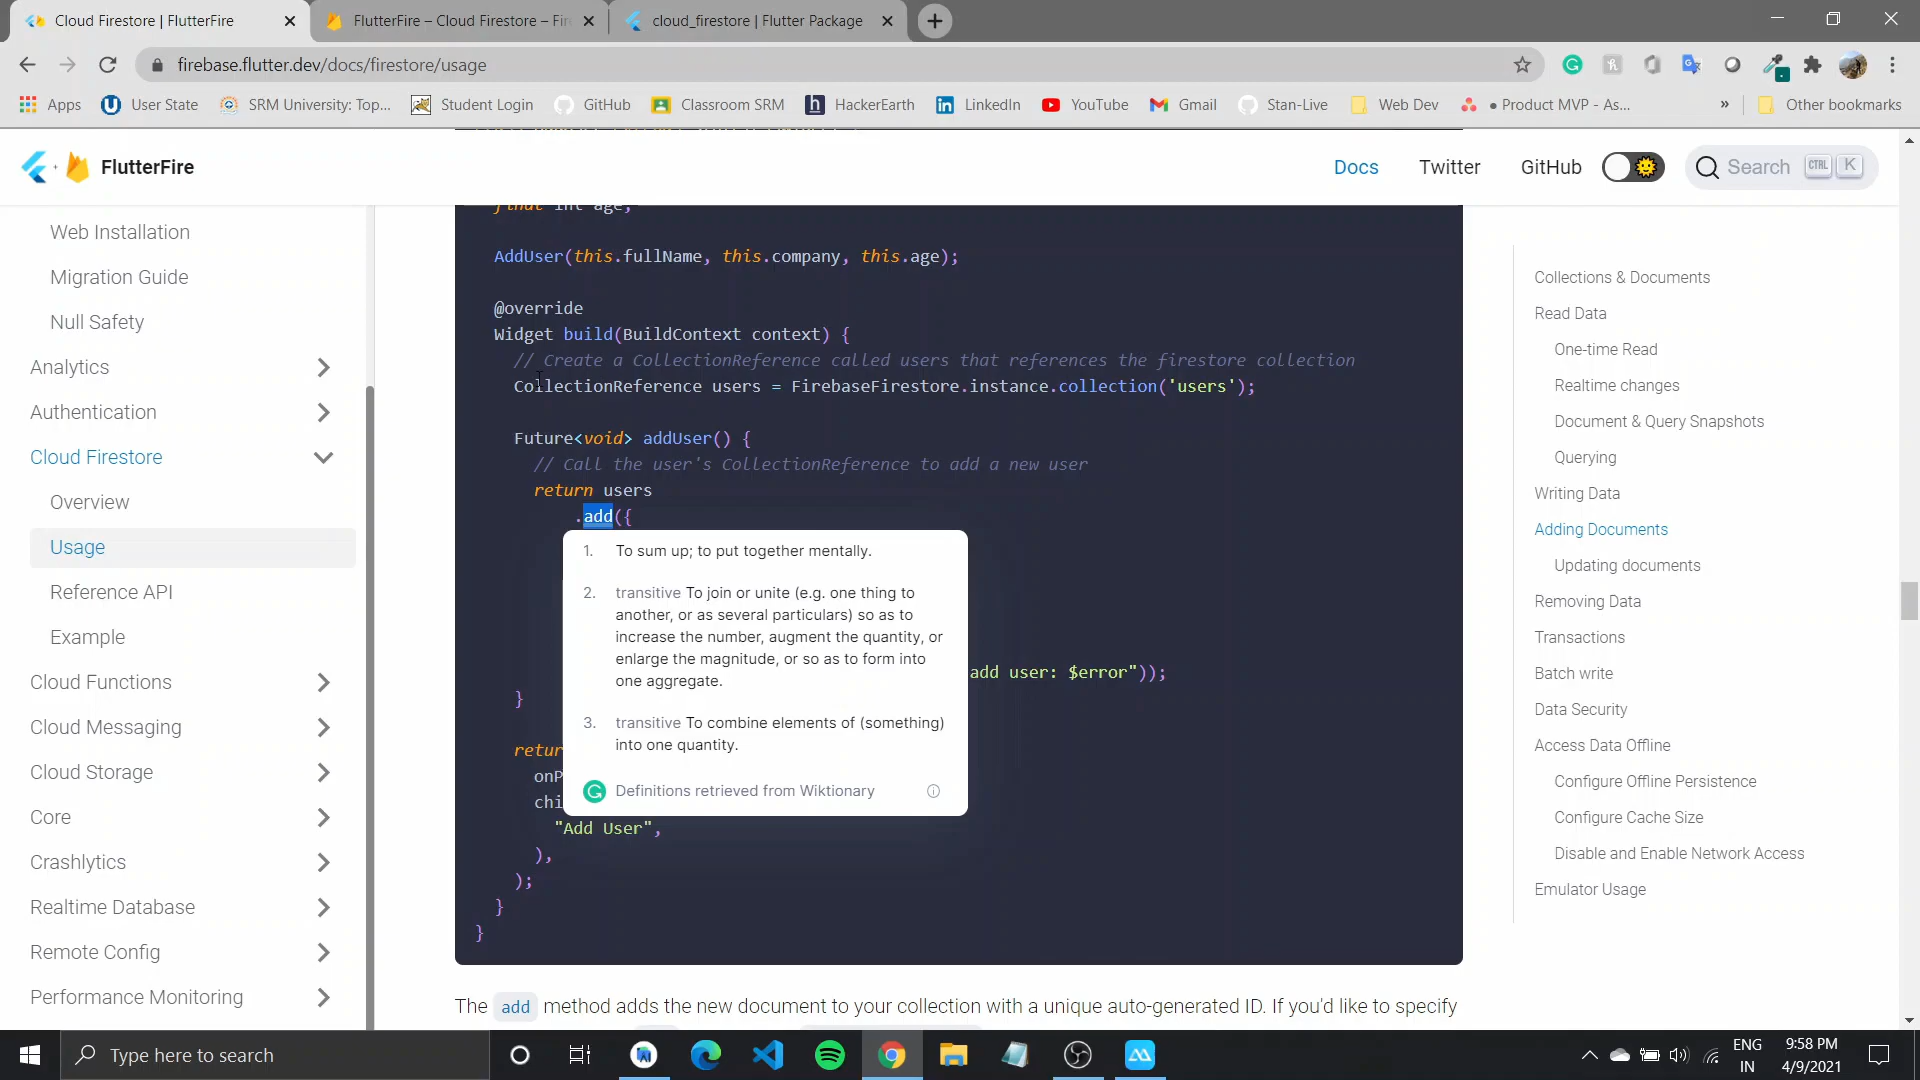 Cloud Firestore | FlutterFire
FlutterFire – Cloud Firestore – Fir
cloud_firestore | Flutter Package
firebase.flutter.dev/docs/firestore/usage
Apps
User State
SRM University: Top...
Student Login
GitHub
Classroom SRM
HackerEarth
LinkedIn
YouTube
Gmail
Stan-Live
Web Dev
● Product MVP - As...
»
Other bookmarks
FlutterFire
Docs
Twitter
GitHub
Search
CTRL
K
Web Installation
Migration Guide
Null Safety
Analytics
Authentication
Cloud Firestore
Overview
Usage
Reference API
Example
Cloud Functions
Cloud Messaging
Cloud Storage
Core
Crashlytics
Realtime Database
Remote Config
Performance Monitoring
final int age;
AddUser(this.fullName, this.company, this.age);
@override
Widget build(BuildContext context) {
// Create a CollectionReference called users that references the firestore collection
CollectionReference users = FirebaseFirestore.instance.collection('users');
Future<void> addUser() {
// Call the user's CollectionReference to add a new user
return users
.add({
1. To sum up; to put together mentally.
2. transitive To join or unite (e.g. one thing to
another, or as several particulars) so as to
increase the number, augment the quantity, or
enlarge the magnitude, or so as to form into
one aggregate.
3. transitive To combine elements of (something)
into one quantity.
Definitions retrieved from Wiktionary
add user: $error"));
}
retur
onP
chi
"Add User",
),
);
}
}
The add method adds the new document to your collection with a unique auto-generated ID. If you'd like to specify
Collections & Documents
Read Data
One-time Read
Realtime changes
Document & Query Snapshots
Querying
Writing Data
Adding Documents
Updating documents
Removing Data
Transactions
Batch write
Data Security
Access Data Offline
Configure Offline Persistence
Configure Cache Size
Disable and Enable Network Access
Emulator Usage
Type here to search
ENG
IN
9:58 PM
4/9/2021